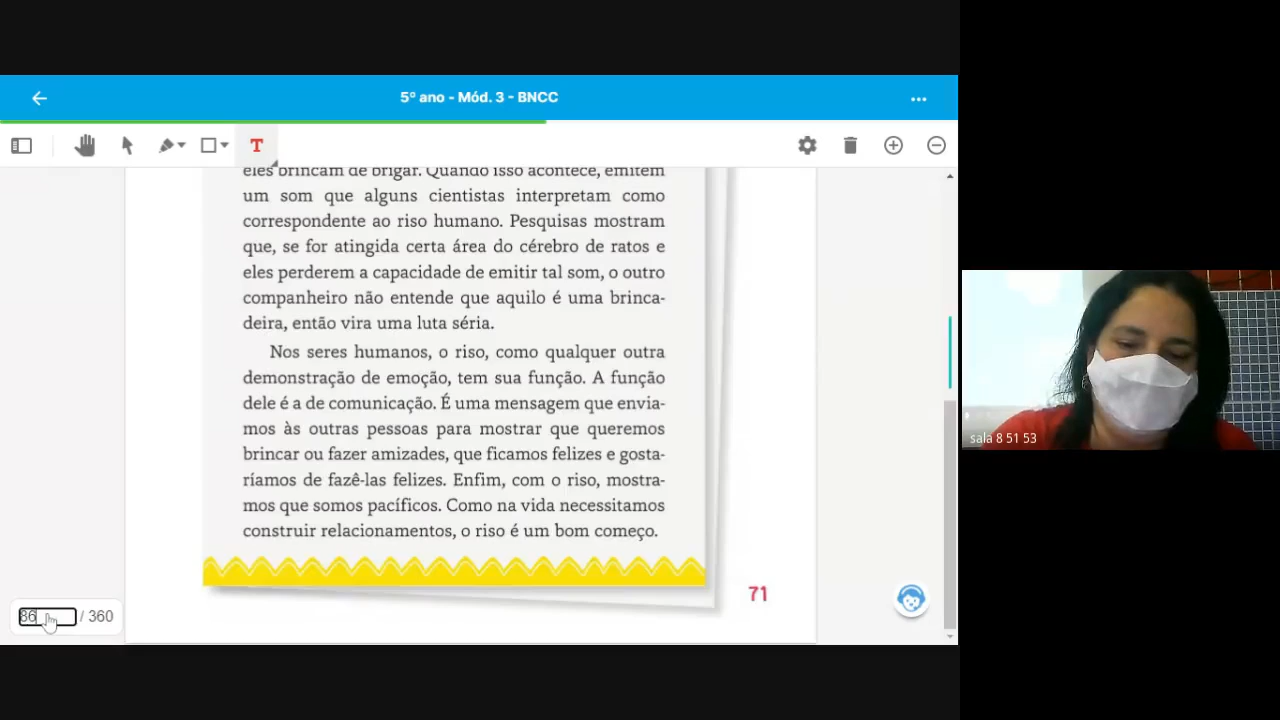 5º ano - Mód. 3 - BNCC
T
eles brincam de brigar. Quando isso acontece, emitem
um som que alguns cientistas interpretam como
correspondente ao riso humano. Pesquisas mostram
que, se for atingida certa área do cérebro de ratos e
eles perderem a capacidade de emitir tal som, o outro
companheiro não entende que aquilo é uma brinca-
deira, então vira uma luta séria.
Nos seres humanos, o riso, como qualquer outra
demonstração de emoção, tem sua função. A função
dele é a de comunicação. É uma mensagem que envia-
mos às outras pessoas para mostrar que queremos
brincar ou fazer amizades, que ficamos felizes e gosta-
ríamos de fazê-las felizes. Enfim, com o riso, mostra-
mos que somos pacíficos. Como na vida necessitamos
construir relacionamentos, o riso é um bom começo.
71
86 / 360
sala 8 51 53